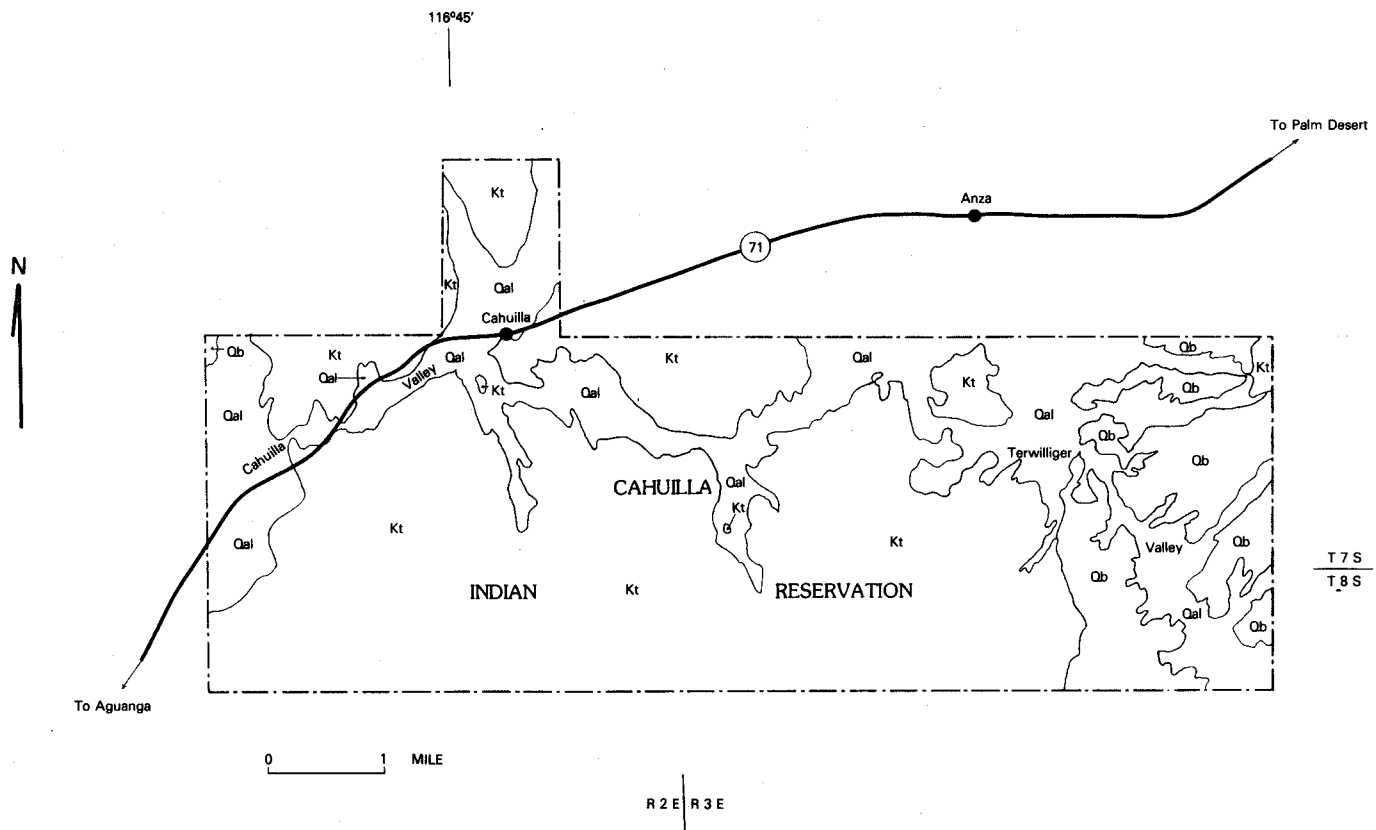 116°45'
To Palm Desert
Kt
Anza
N
71
Kt
Qal
Cahuilla
Qb
Kt
Qal
Valley
Qal
Kt
Kt
Qal
Kt
Qb
Kt
Qb
Qal
Qal
Qal
Cahuilla
Terwilliger
Qb
Qb
CAHUILLA
Qal
Kt
Qal
Kt
Kt
Valley
Qb
T 7 S
T 8 S
INDIAN
Kt
RESERVATION
Qb
Qal
Qb
To Aguanga
0 1 MILE
R 2 E R 3 E